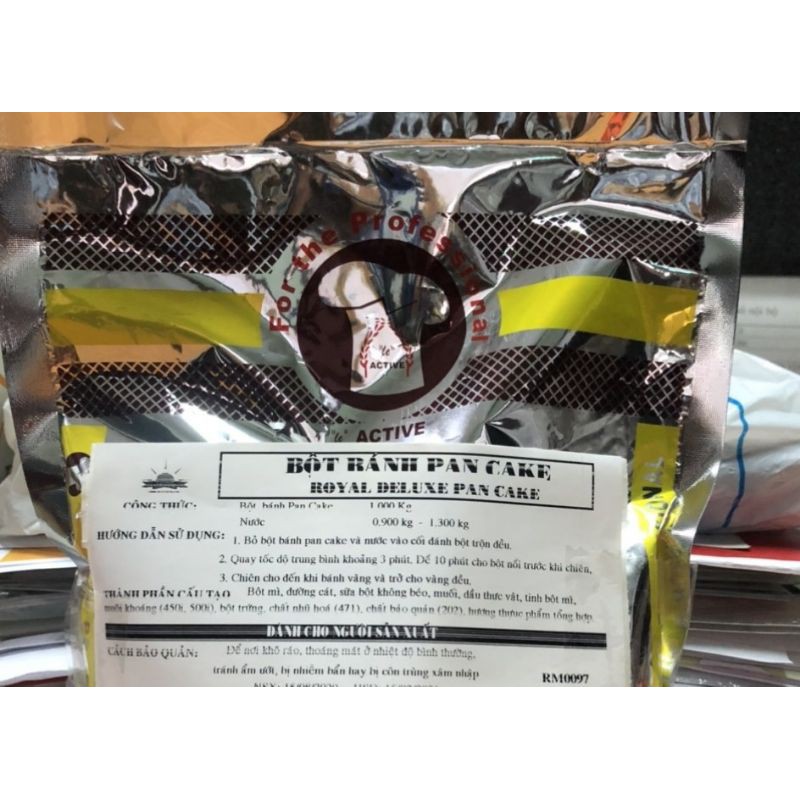 For the Professional
"le"
ACTIVE
"le" ACTIVE
BỘT BÁNH PAN CAKE
ROYAL DELUXE PAN CAKE
CÔNG THỨC: Bột bánh Pan Cake 1.000 Kg
Nước 0.900 kg - 1.300 kg
HƯỚNG DẪN SỬ DỤNG: 1. Bỏ bột bánh pan cake và nước vào cối đánh bột trộn đều.
2. Quay tốc độ trung bình khoảng 3 phút. Để 10 phút cho bột nổi trước khi chiên,
3. Chiên cho đến khi bánh vàng và trở cho vàng đều.
THÀNH PHẦN CẤU TẠO Bột mì, đường cát, sữa bột không béo, muối, dầu thực vật, tinh bột mì,
muối khoáng (450i, 500i), bột trứng, chất nhũ hoá (471), chất bảo quản (202), hương thực phẩm tổng hợp.
DÀNH CHO NGƯỜI SẢN XUẤT
CÁCH BẢO QUẢN: Để nơi khô ráo, thoáng mát ở nhiệt độ bình thường,
tránh ẩm ướt, bị nhiễm bẩn hay bị côn trùng xâm nhập
RM0097